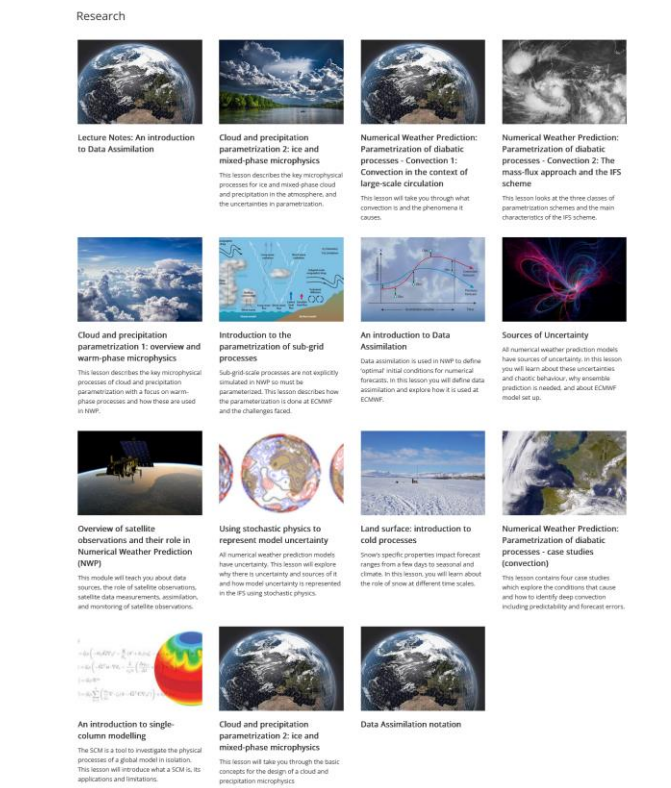 Research
Lecture Notes: An introduction
to Data Assimilation
Cloud and precipitation
parametrization 2: ice and
mixed-phase microphysics
This lesson describes the key microphysical
processes for ice and mixed-phase cloud
and precipitation in the atmosphere, and
the uncertainties in parametrization.
Numerical Weather Prediction:
Parametrization of diabatic
processes - Convection 1:
Convection in the context of
large-scale circulation
This lesson will take you through what
convection is and the phenomena it
causes.
Numerical Weather Prediction:
Parametrization of diabatic
processes - Convection 2: The
mass-flux approach and the IFS
scheme
This lesson looks at the three classes of
parametrization schemes and the main
characteristics of the IFS scheme.
Cloud and precipitation
parametrization 1: overview and
warm-phase microphysics
This lesson describes the key microphysical
processes of cloud and precipitation
parametrization with a focus on warm-
phase processes and how these are used
in NWP.
Introduction to the
parametrization of sub-grid
processes
Sub-grid-scale processes are not explicitly
simulated in NWP so must be
parameterized. This lesson describes how
the parameterization is done at ECMWF
and the challenges faced.
An introduction to Data
Assimilation
Data assimilation is used in NWP to define
'optimal' initial conditions for numerical
forecasts. In this lesson you will define data
assimilation and explore how it is used at
ECMWF.
Sources of Uncertainty
All numerical weather prediction models
have sources of uncertainty. In this lesson
you will learn about these uncertainties
and chaotic behaviour, why ensemble
prediction is needed, and about ECMWF
model set up.
Overview of satellite
observations and their role in
Numerical Weather Prediction
(NWP)
This module will teach you about data
sources, the role of satellite observations,
satellite data measurements, assimilation,
and monitoring of satellite observations.
Using stochastic physics to
represent model uncertainty
All numerical weather prediction models
have uncertainty. This lesson will explore
why there is uncertainty and sources of it
and how model uncertainty is represented
in the IFS using stochastic physics.
Land surface: introduction to
cold processes
Snow's specific properties impact forecast
ranges from a few days to seasonal and
climate. In this lesson, you will learn about
the role of snow at different time scales.
Numerical Weather Prediction:
Parametrization of diabatic
processes - case studies
(convection)
This lesson contains four case studies
which explore the conditions that cause
and how to identify deep convection
including predictability and forecast errors.
An introduction to single-
column modelling
The SCM is a tool to investigate the physical
processes of a global model in isolation.
This lesson will introduce what a SCM is, its
applications and limitations.
Cloud and precipitation
parametrization 2: ice and
mixed-phase microphysics
This lesson will take you through the basic
concepts for the design of a cloud and
precipitation microphysics
Data Assimilation notation